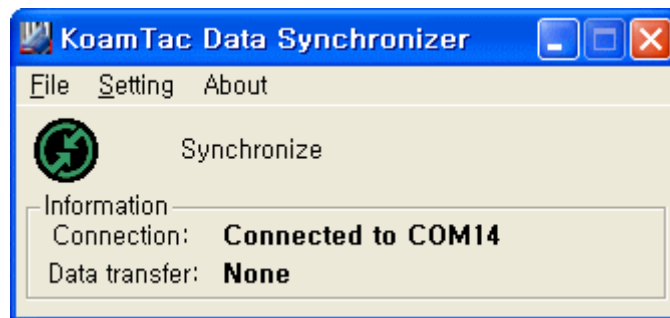 KoamTac Data Synchronizer
File Setting About
Synchronize
Information
Connection: Connected to COM14
Data transfer: None